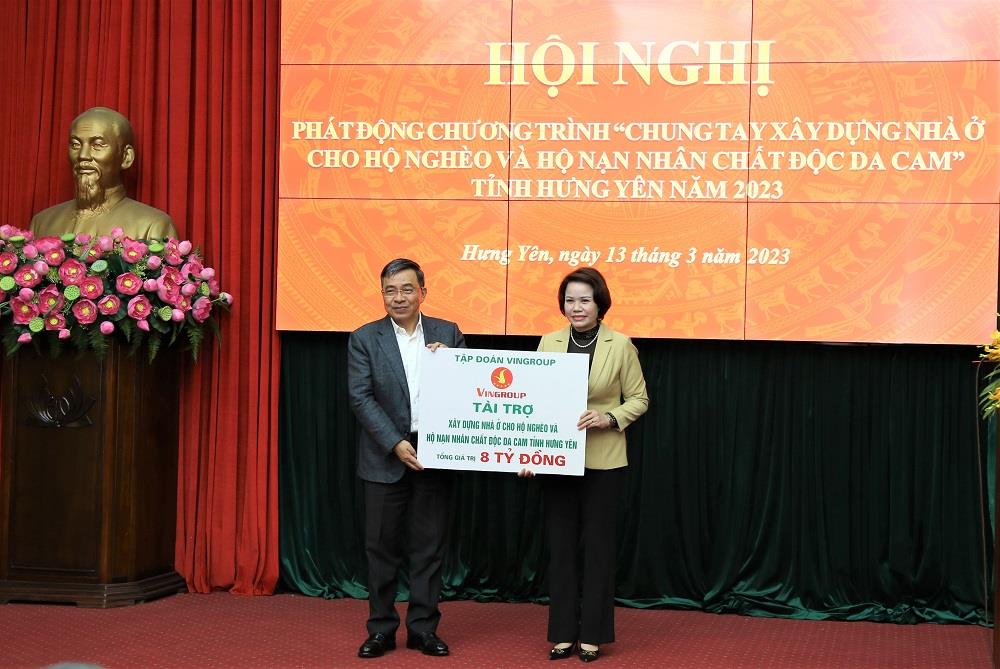 HỘI NGHỊ
PHÁT ĐỘNG CHƯƠNG TRÌNH “CHUNG TAY XÂY DỰNG NHÀ Ở
CHO HỘ NGHÈO VÀ HỘ NẠN NHÂN CHẤT ĐỘC DA CAM”
TỈNH HƯNG YÊN NĂM 2023
Hưng Yên, ngày 13 tháng 3 năm 2023
TẬP ĐOÀN VINGROUP
VINGROUP
TÀI TRỢ
XÂY DỰNG NHÀ Ở CHO HỘ NGHÈO VÀ
HỘ NẠN NHÂN CHẤT ĐỘC DA CAM TỈNH HƯNG YÊN
TỔNG GIÁ TRỊ 8 TỶ ĐỒNG